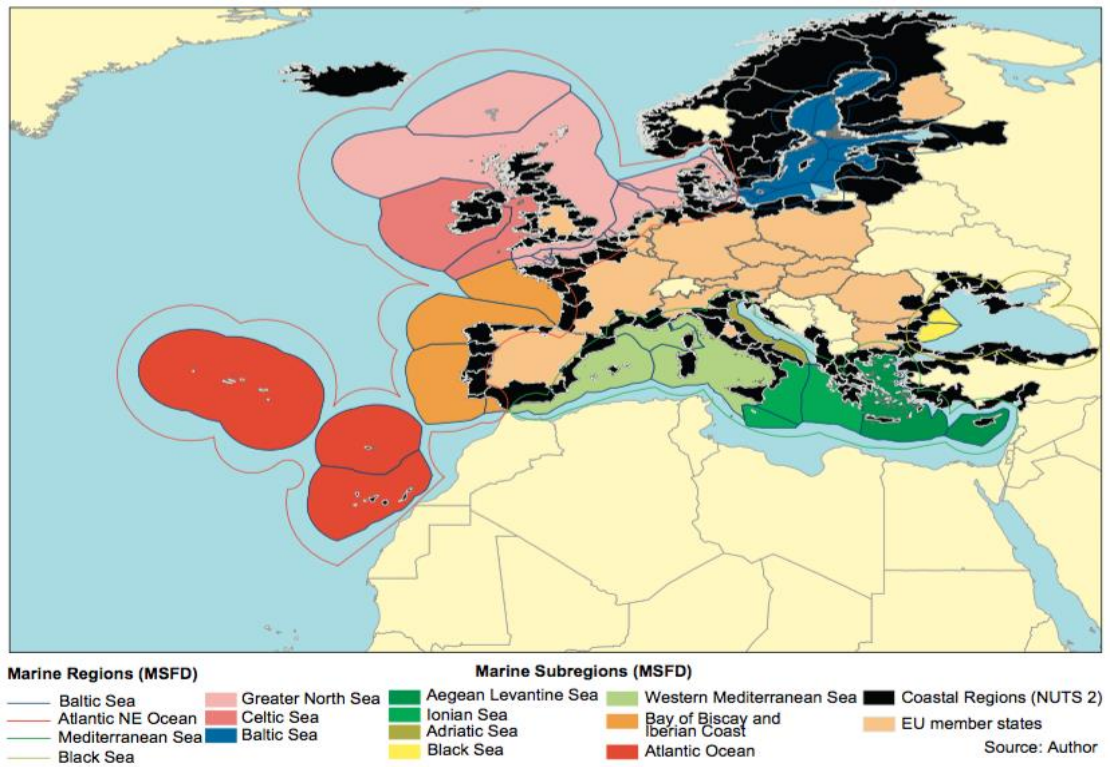 Marine Regions (MSFD)
Baltic Sea
Atlantic NE Ocean
Mediterranean Sea
Black Sea
Marine Subregions (MSFD)
Greater North Sea
Celtic Sea
Baltic Sea
Aegean Levantine Sea
Ionian Sea
Adriatic Sea
Black Sea
Western Mediterranean Sea
Bay of Biscay and
Iberian Coast
Atlantic Ocean
Coastal Regions (NUTS 2)
EU member states
Source: Author